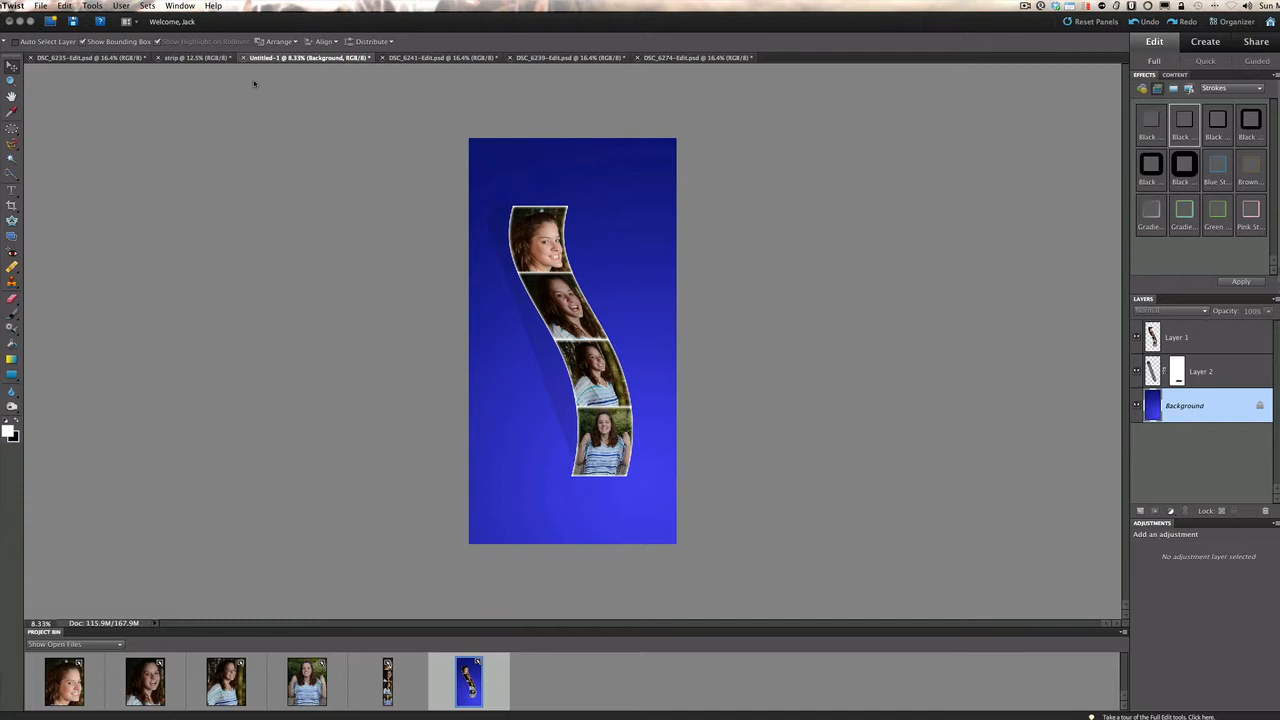 Twist File Edit Tools User Sets Window Help
Welcome, Jack
Reset Panels Undo Redo Organizer
Auto Select Layer Show Bounding Box Show Highlight on Rollover Arrange Align Distribute
Edit Create Share
DSC_6235-Edit.psd @ 16.4% (RGB/8) * strip @ 12.5% (RGB/8) * Untitled-1 @ 8.33% (Background, RGB/8) * DSC_6241-Edit.psd @ 16.4% (RGB/8) * DSC_6239-Edit.psd @ 16.4% (RGB/8) * DSC_6274-Edit.psd @ 16.4% (RGB/8) *
Full Quick Guided
EFFECTS CONTENT
Strokes
Black ... Black ... Black ... Black ...
Black ... Black ... Blue St... Brown...
Gradie... Gradie... Green ... Pink St...
Apply
LAYERS
Normal Opacity: 100%
Layer 1
Layer 2
Background
Lock:
ADJUSTMENTS
Add an adjustment
No adjustment layer selected
8.33% Doc: 115.9M/167.9M
PROJECT BIN
Show Open Files
Take a tour of the Full Edit tools. Click here.